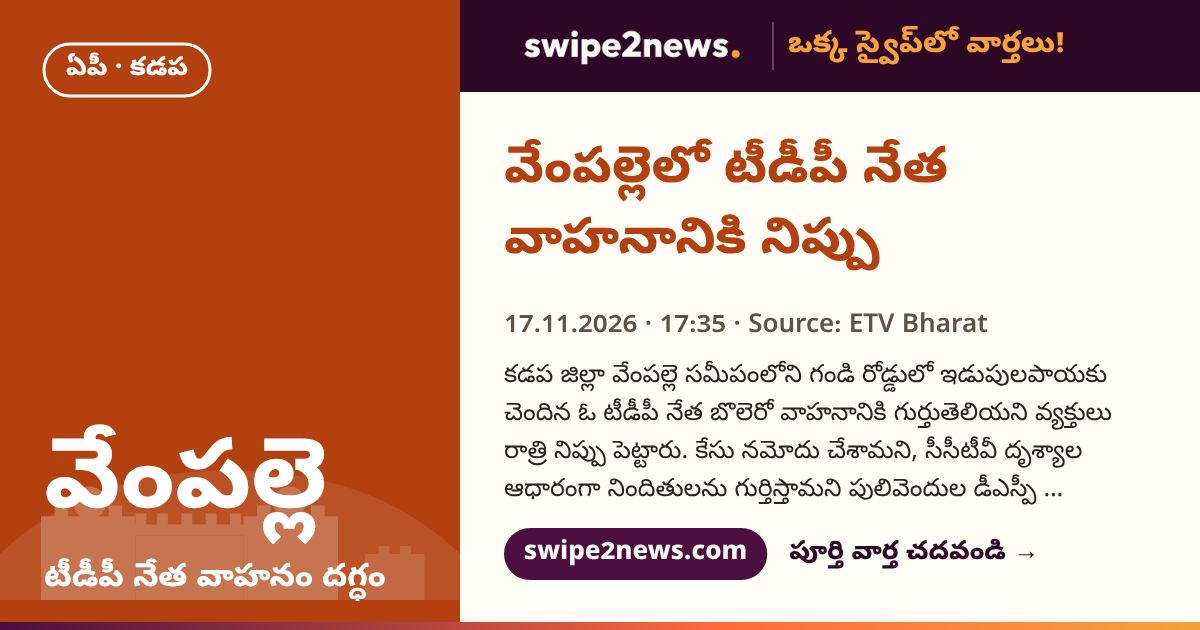 ఏపీ · కడప
వేంపల్లె
టీడీపీ నేత వాహనం దగ్ధం
swipe2news.
ఒక్క స్వైప్‌లో వార్తలు!
వేంపల్లెలో టీడీపీ నేత
వాహనానికి నిప్పు
17.11.2026 · 17:35 · Source: ETV Bharat
కడప జిల్లా వేంపల్లె సమీపంలోని గండి రోడ్డులో ఇడుపులపాయకు
చెందిన ఓ టీడీపీ నేత బొలెరో వాహనానికి గుర్తుతెలియని వ్యక్తులు
రాత్రి నిప్పు పెట్టారు. కేసు నమోదు చేశామని, సీసీటీవీ దృశ్యాల
ఆధారంగా నిందితులను గుర్తిస్తామని పులివెందుల డీఎస్పీ ...
swipe2news.com
పూర్తి వార్త చదవండి →